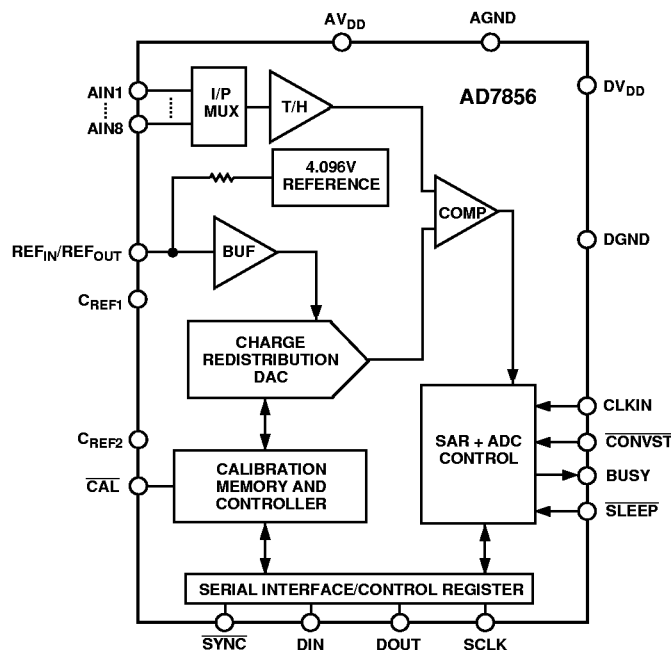 AVDD
AGND
AIN1
AIN8
I/P
MUX
T/H
AD7856
DVDD
4.096V
REFERENCE
COMP
REFIN/REFOUT
BUF
DGND
CREF1
CHARGE
REDISTRIBUTION
DAC
CLKIN
CREF2
SAR + ADC
CONTROL
CONVST
CAL
CALIBRATION
MEMORY AND
CONTROLLER
BUSY
SLEEP
SERIAL INTERFACE/CONTROL REGISTER
SYNC
DIN
DOUT
SCLK